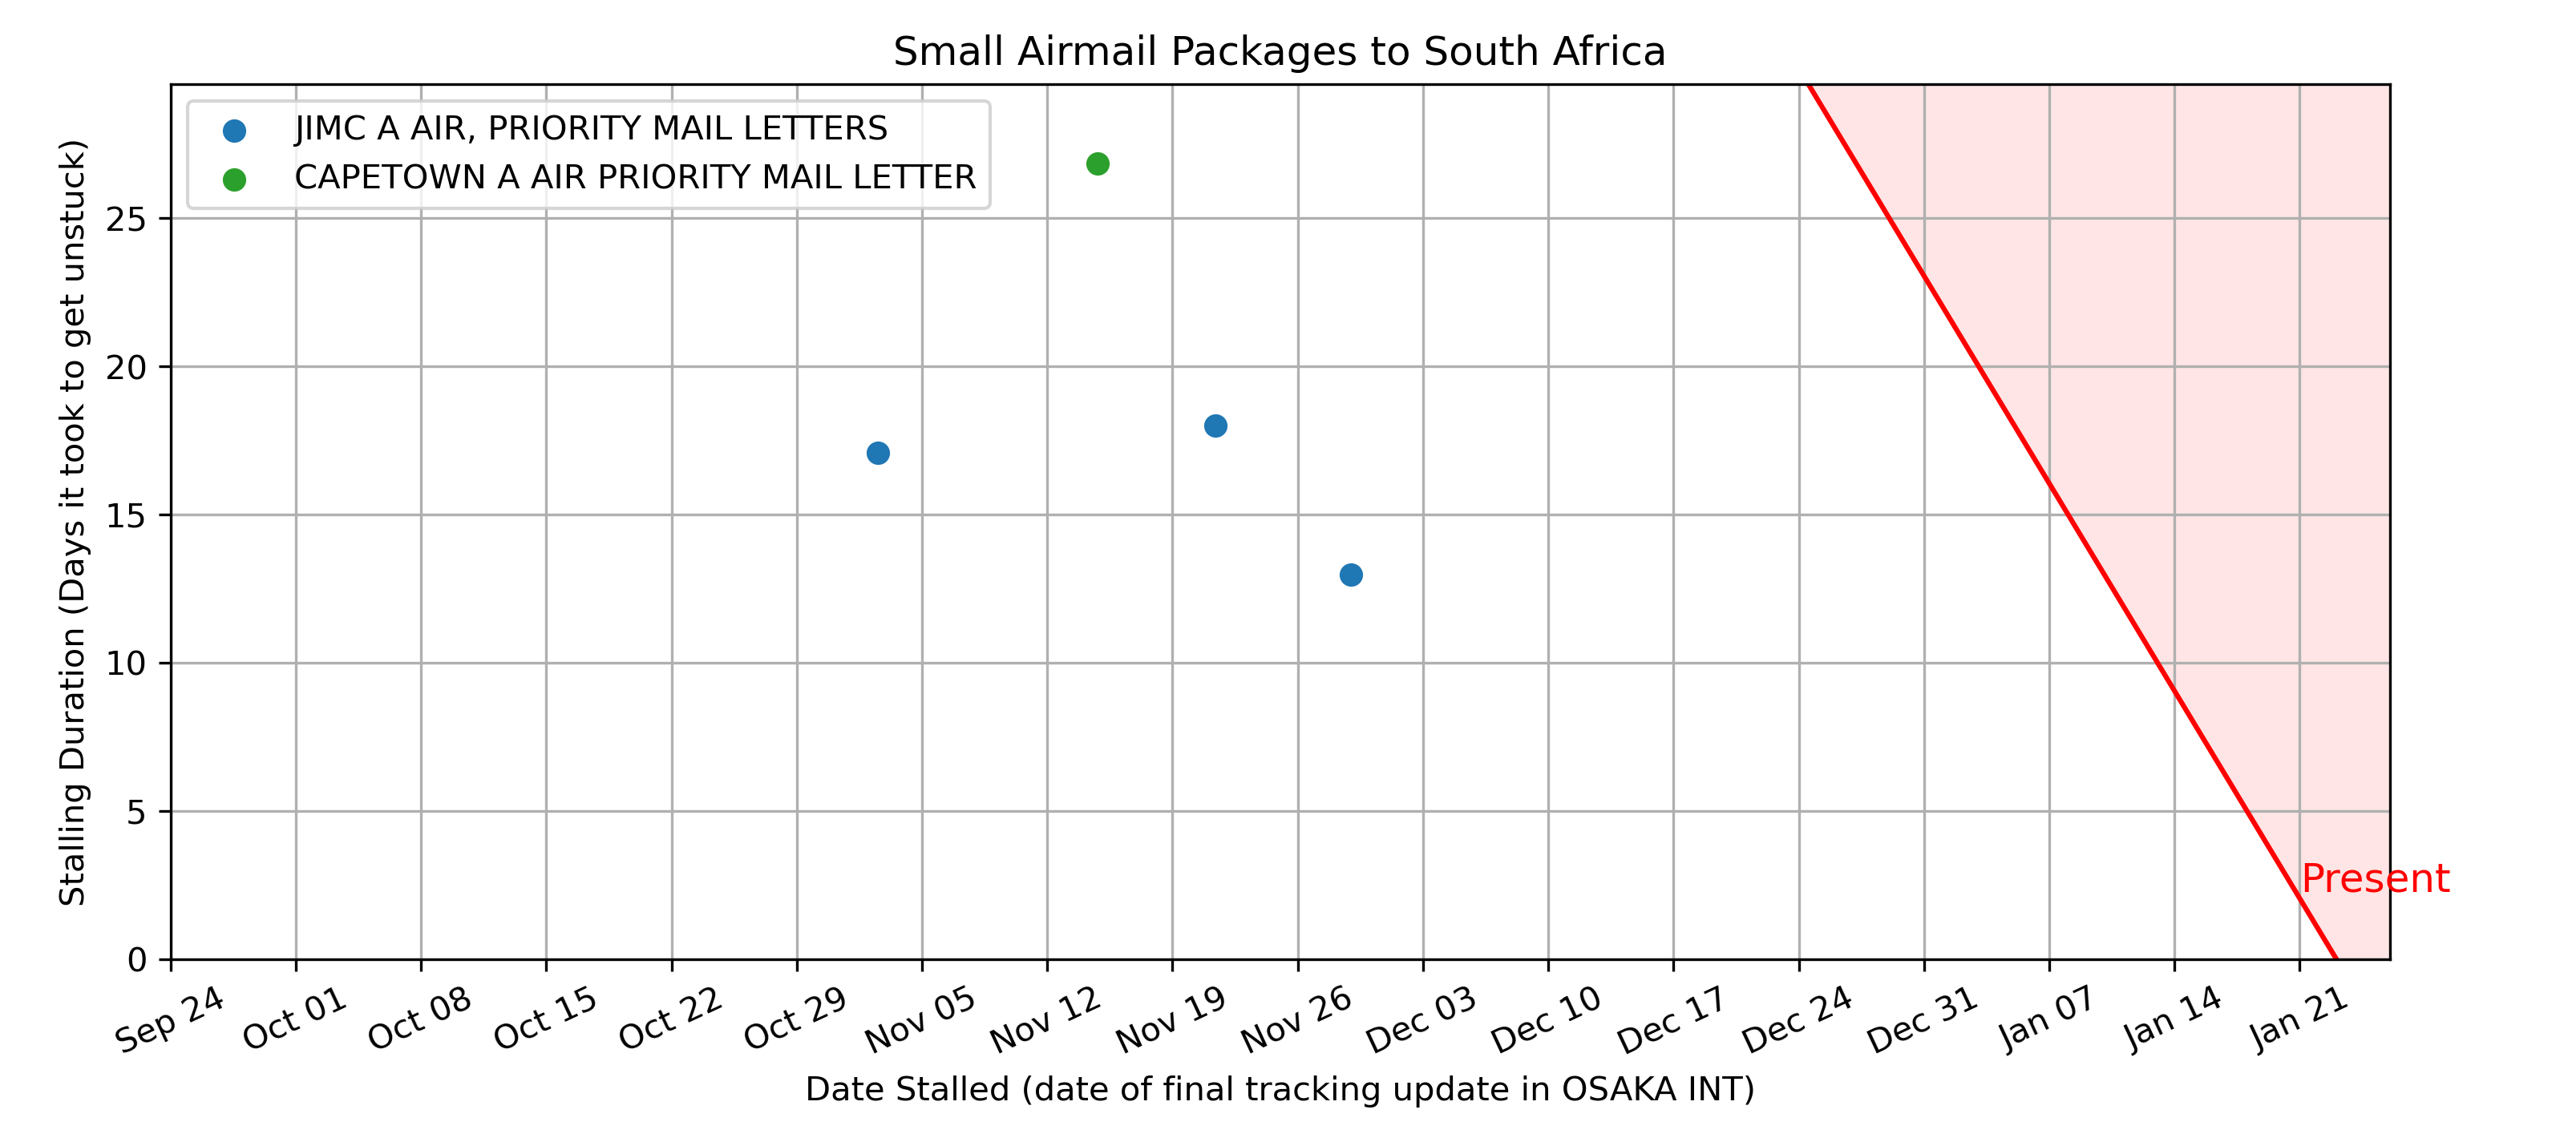 Small Airmail Packages to South Africa
JIMC A AIR, PRIORITY MAIL LETTERS
CAPETOWN A AIR PRIORITY MAIL LETTER
Stalling Duration (Days it took to get unstuck)
25
20
15
10
5
0
Present
Sep 24 Oct 01 Oct 08 Oct 15 Oct 22 Oct 29 Nov 05 Nov 12 Nov 19 Nov 26 Dec 03 Dec 10 Dec 17 Dec 24 Dec 31 Jan 07 Jan 14 Jan 21
Date Stalled (date of final tracking update in OSAKA INT)